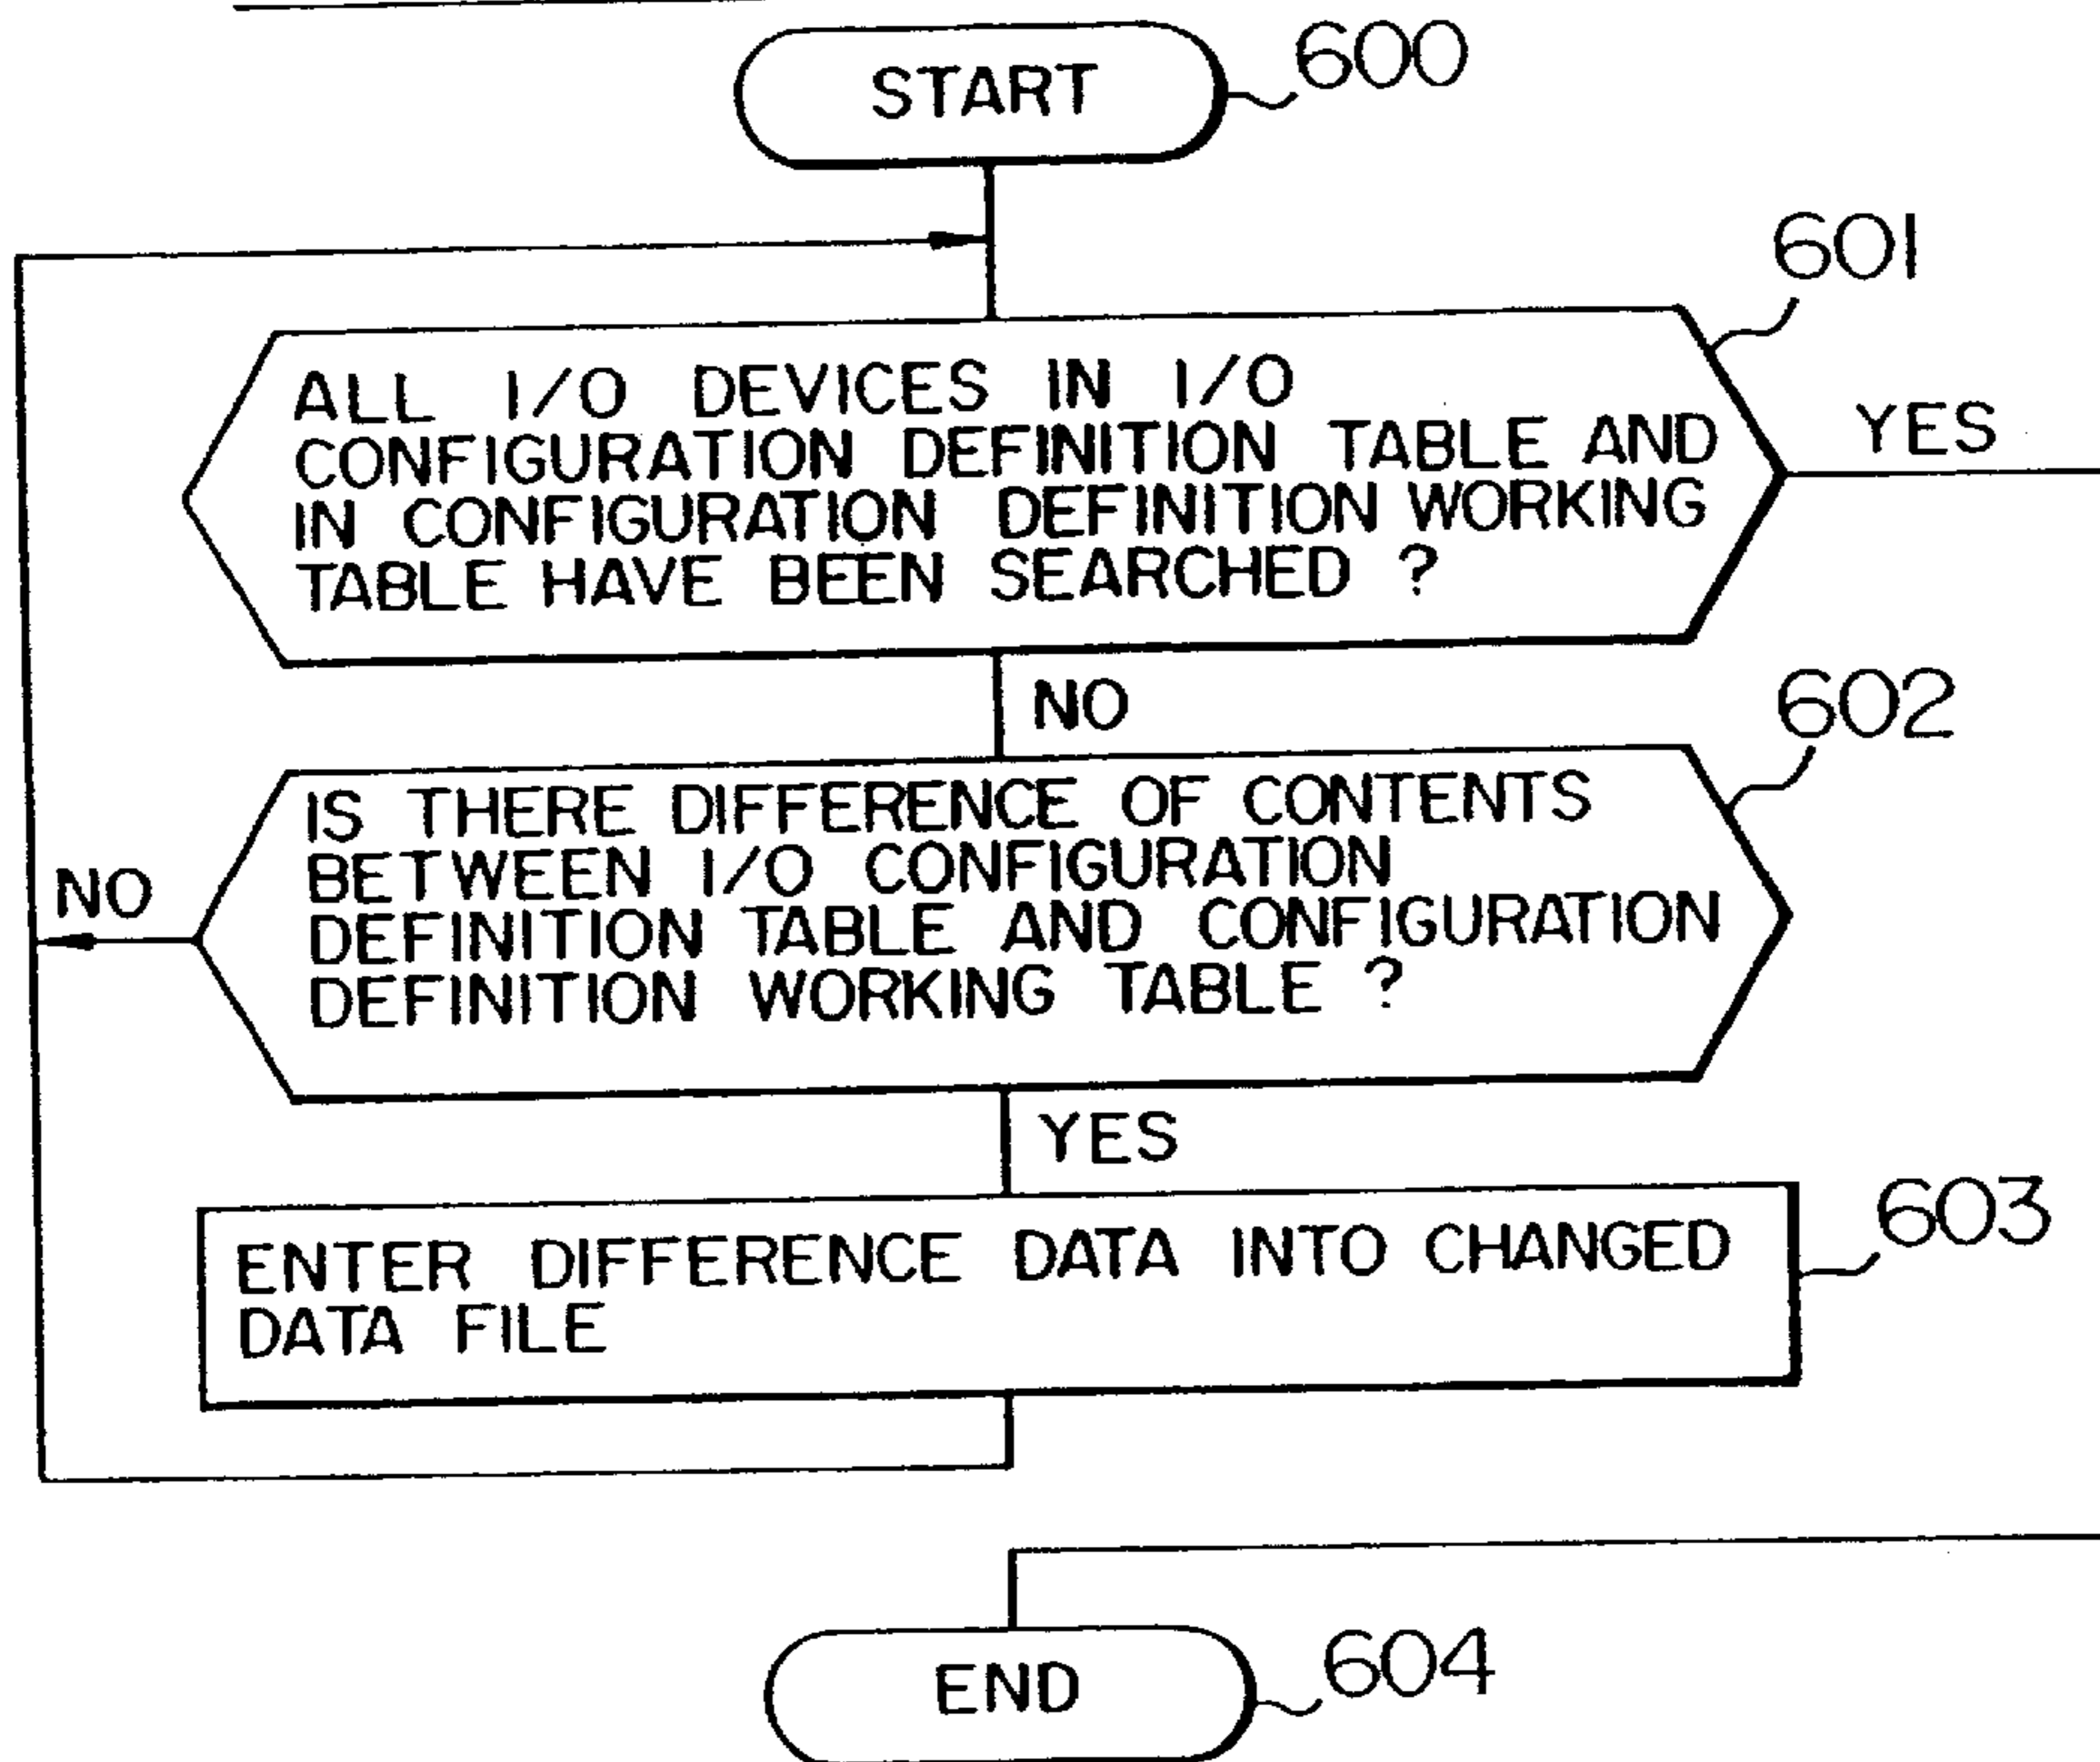 START
600
601
ALL I/O DEVICES IN I/O
CONFIGURATION DEFINITION TABLE AND
IN CONFIGURATION DEFINITION WORKING
TABLE HAVE BEEN SEARCHED ?
YES
NO
602
IS THERE DIFFERENCE OF CONTENTS
BETWEEN I/O CONFIGURATION
DEFINITION TABLE AND CONFIGURATION
DEFINITION WORKING TABLE ?
NO
YES
603
ENTER DIFFERENCE DATA INTO CHANGED
DATA FILE
END
604